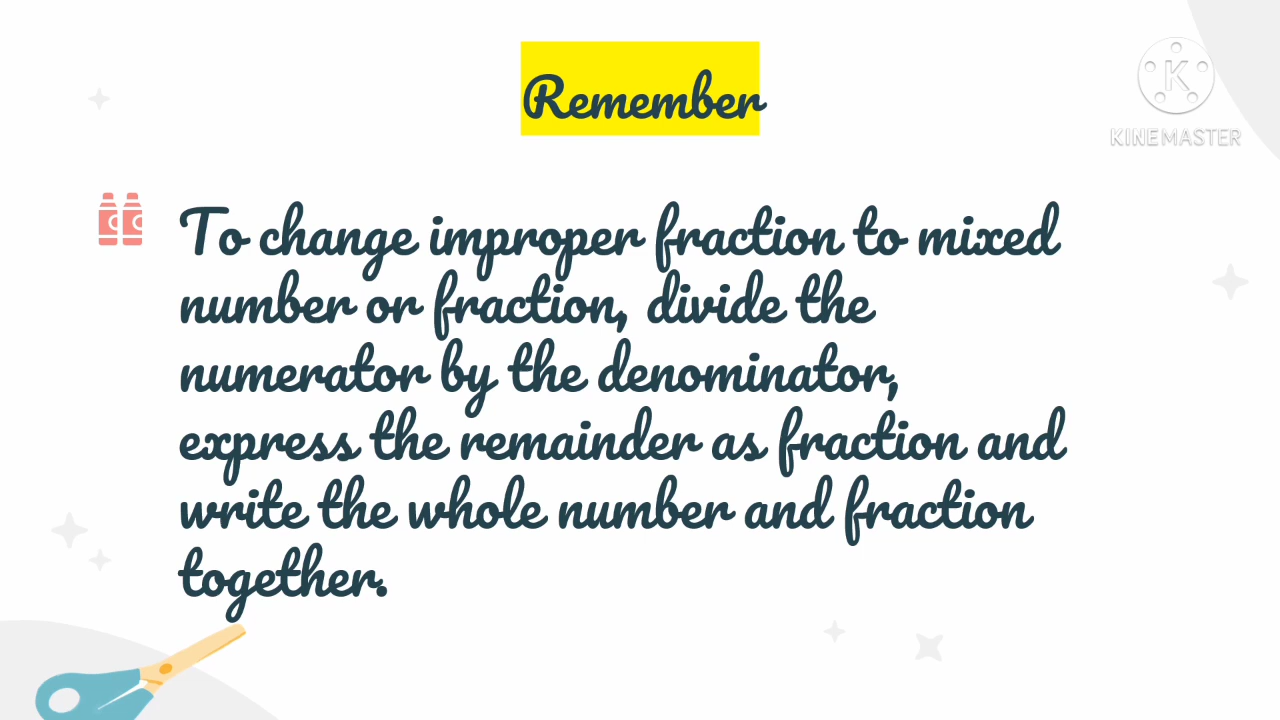 Remember
K
KINEMASTER
To change improper fraction to mixed
number or fraction, divide the
numerator by the denominator,
express the remainder as fraction and
write the whole number and fraction
together.